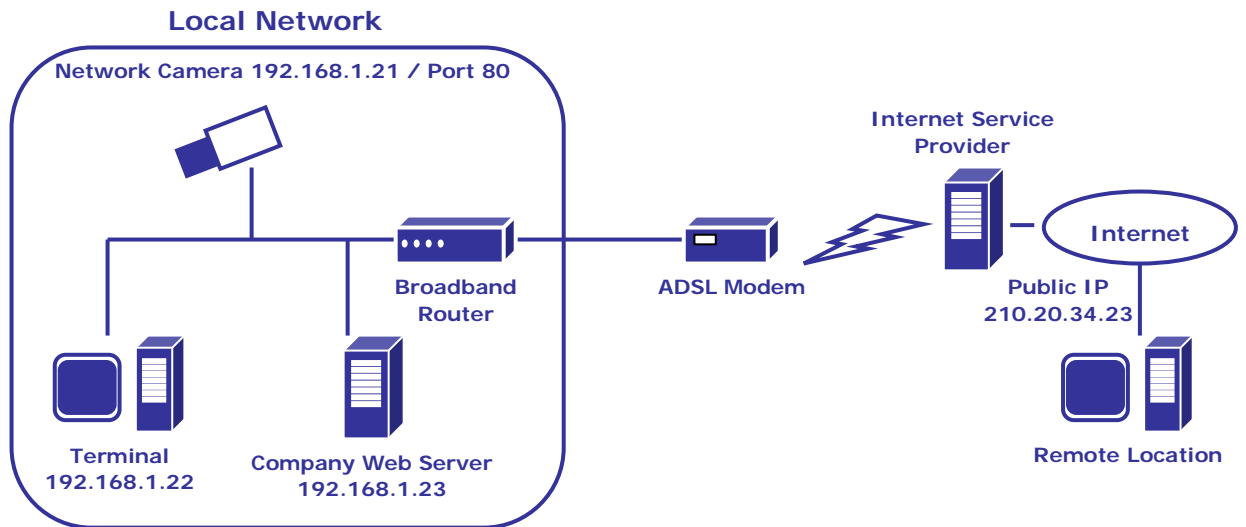 Local Network
Network Camera 192.168.1.21 / Port 80
Internet Service
Provider
Internet
Broadband
Router
ADSL Modem
Public IP
210.20.34.23
Terminal
192.168.1.22
Company Web Server
192.168.1.23
Remote Location